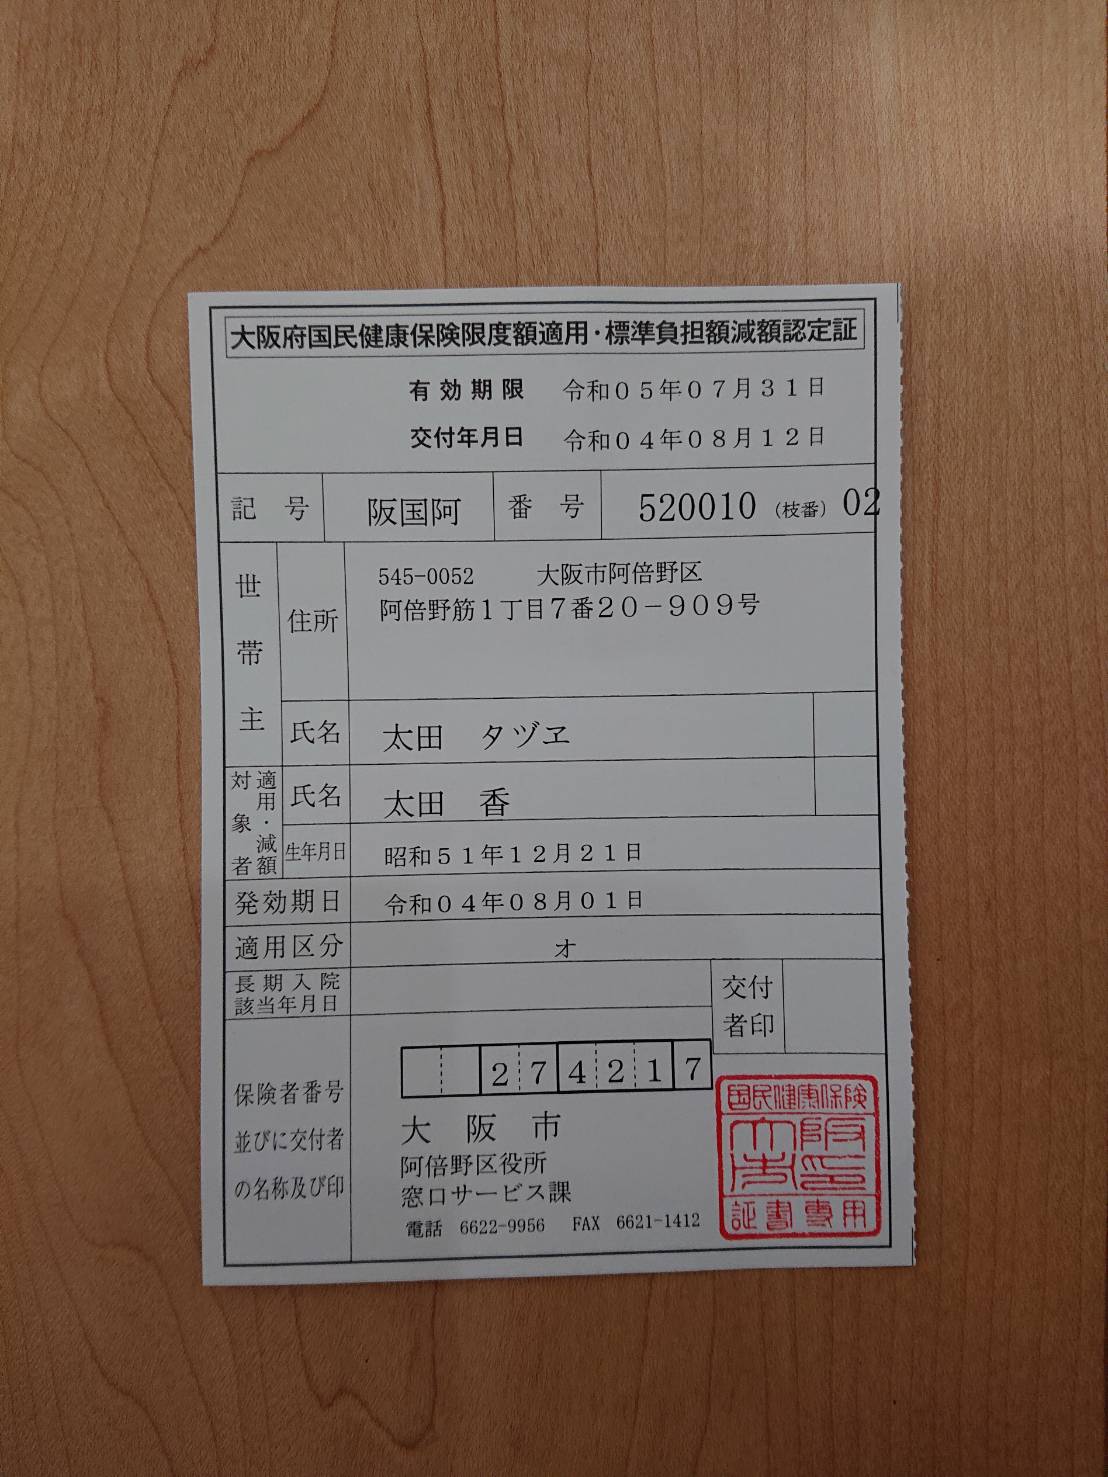 大阪府国民健康保険限度額適用・標準負担額減額認定証
有効期限 令和05年07月31日
交付年月日 令和04年08月12日
記号 阪国阿 番号 520010 (枝番) 02
世帯主
住所
545-0052 大阪市阿倍野区
阿倍野筋1丁目7番20-909号
氏名 太田 タヅヱ
適用・減額対象者
氏名 太田 香
生年月日 昭和51年12月21日
発効期日 令和04年08月01日
適用区分 オ
長期入院
該当年月日
交付
者印
保険者番号
並びに交付者
の名称及び印
274217
大阪市
阿倍野区役所
窓口サービス課
電話 6622-9956 FAX 6621-1412
国民健康保険
大阪市印
証書専用